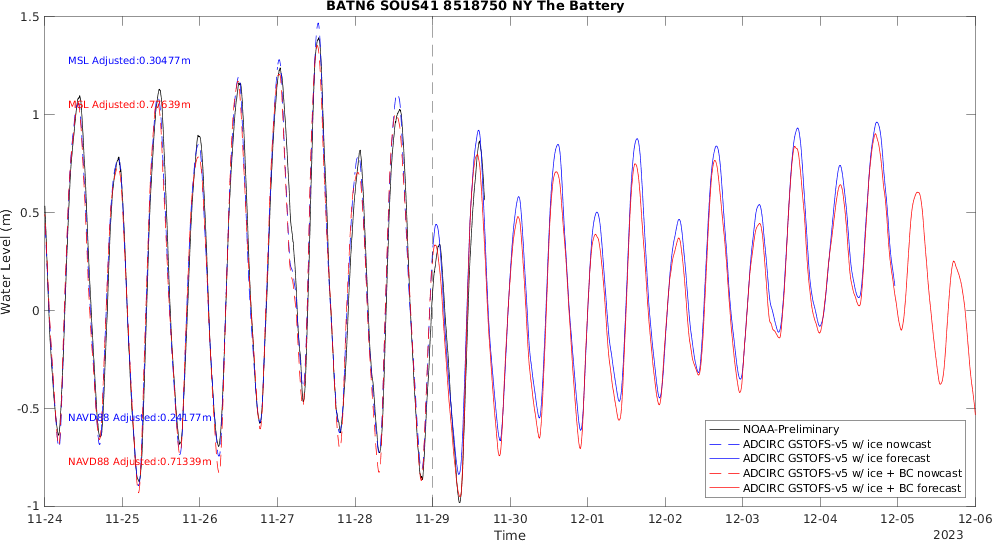 BATN6 SOUS41 8518750 NY The Battery
1.5
1
0.5
0
-0.5
-1
Water Level (m)
MSL Adjusted:0.30477m
MSL Adjusted:0.77639m
NAVD88 Adjusted:0.24177m
NAVD88 Adjusted:0.71339m
NOAA-Preliminary
ADCIRC GSTOFS-v5 w/ ice nowcast
ADCIRC GSTOFS-v5 w/ ice forecast
ADCIRC GSTOFS-v5 w/ ice + BC nowcast
ADCIRC GSTOFS-v5 w/ ice + BC forecast
11-24 11-25 11-26 11-27 11-28 11-29 11-30 12-01 12-02 12-03 12-04 12-05 12-06
Time
2023